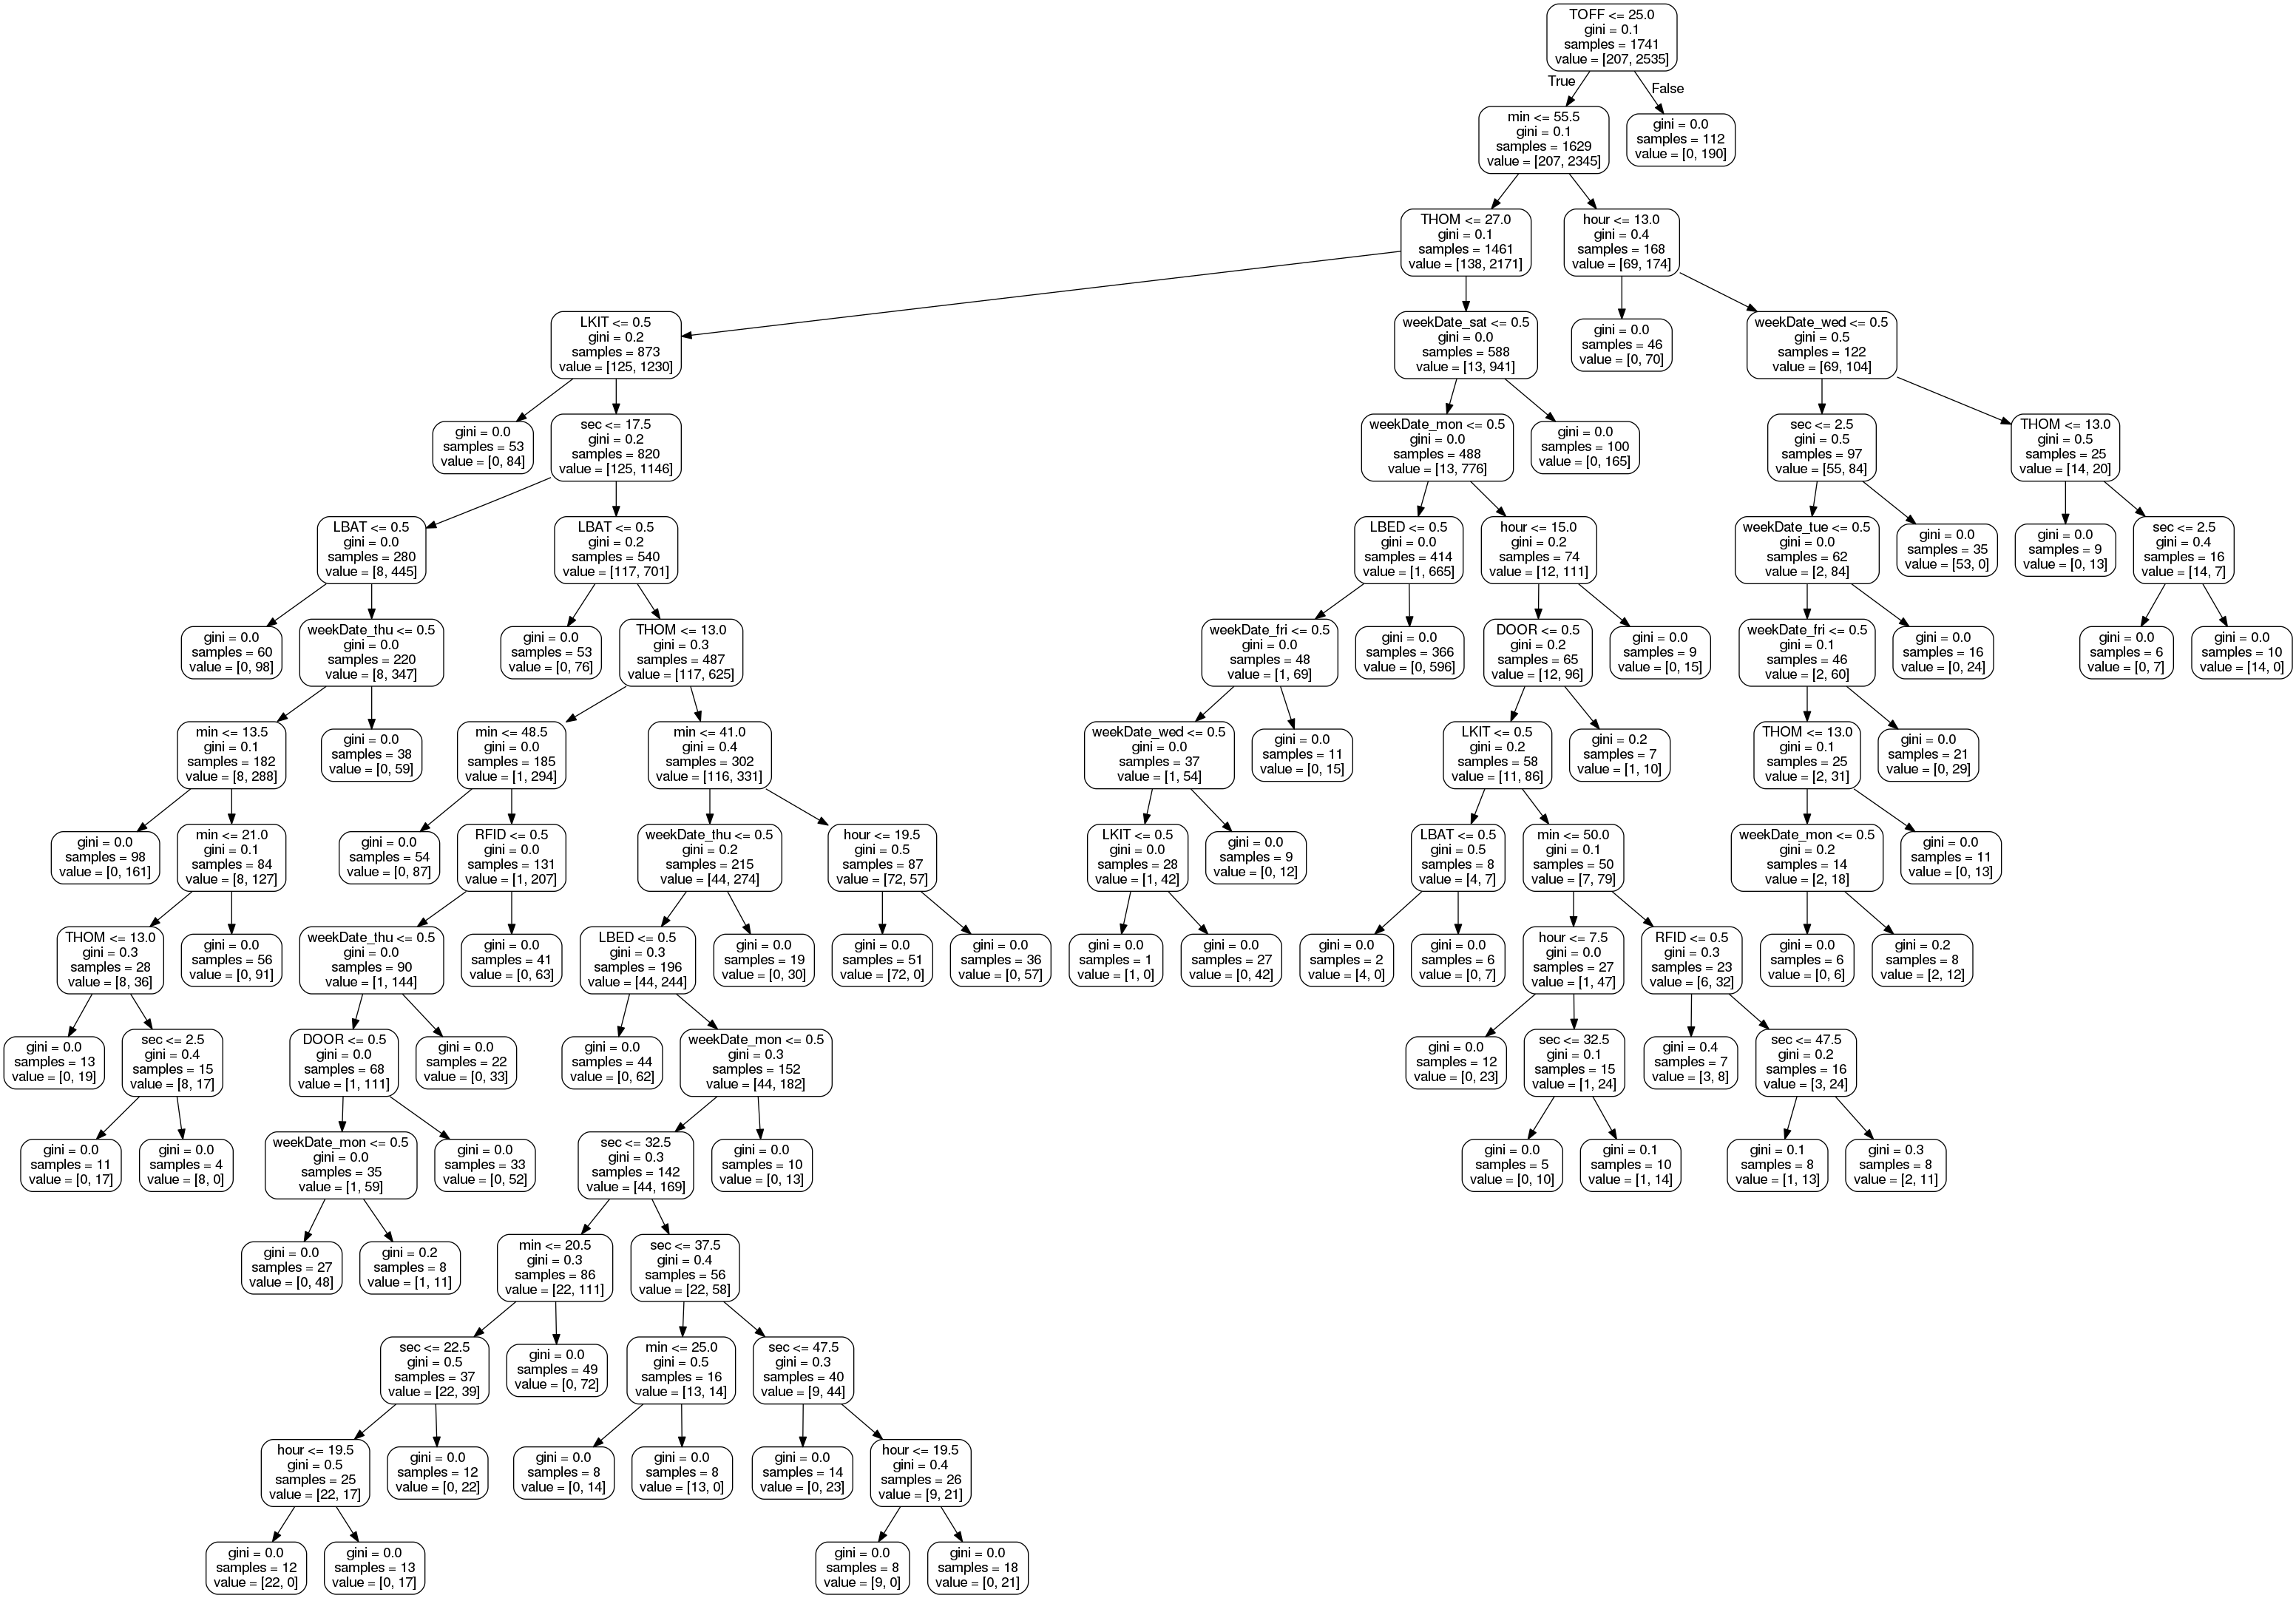 TOFF <= 25.0
gini = 0.1
samples = 1741
value = [207, 2535]
True
False
min <= 55.5
gini = 0.1
samples = 1629
value = [207, 2345]
gini = 0.0
samples = 112
value = [0, 190]
THOM <= 27.0
gini = 0.1
samples = 1461
value = [138, 2171]
hour <= 13.0
gini = 0.4
samples = 168
value = [69, 174]
LKIT <= 0.5
gini = 0.2
samples = 873
value = [125, 1230]
weekDate_sat <= 0.5
gini = 0.0
samples = 588
value = [13, 941]
gini = 0.0
samples = 46
value = [0, 70]
weekDate_wed <= 0.5
gini = 0.5
samples = 122
value = [69, 104]
gini = 0.0
samples = 53
value = [0, 84]
sec <= 17.5
gini = 0.2
samples = 820
value = [125, 1146]
weekDate_mon <= 0.5
gini = 0.0
samples = 488
value = [13, 776]
gini = 0.0
samples = 100
value = [0, 165]
sec <= 2.5
gini = 0.5
samples = 97
value = [55, 84]
THOM <= 13.0
gini = 0.5
samples = 25
value = [14, 20]
LBAT <= 0.5
gini = 0.0
samples = 280
value = [8, 445]
LBAT <= 0.5
gini = 0.2
samples = 540
value = [117, 701]
LBED <= 0.5
gini = 0.0
samples = 414
value = [1, 665]
hour <= 15.0
gini = 0.2
samples = 74
value = [12, 111]
weekDate_tue <= 0.5
gini = 0.0
samples = 62
value = [2, 84]
gini = 0.0
samples = 35
value = [53, 0]
gini = 0.0
samples = 9
value = [0, 13]
sec <= 2.5
gini = 0.4
samples = 16
value = [14, 7]
gini = 0.0
samples = 60
value = [0, 98]
weekDate_thu <= 0.5
gini = 0.0
samples = 220
value = [8, 347]
gini = 0.0
samples = 53
value = [0, 76]
THOM <= 13.0
gini = 0.3
samples = 487
value = [117, 625]
weekDate_fri <= 0.5
gini = 0.0
samples = 48
value = [1, 69]
gini = 0.0
samples = 366
value = [0, 596]
DOOR <= 0.5
gini = 0.2
samples = 65
value = [12, 96]
gini = 0.0
samples = 9
value = [0, 15]
weekDate_fri <= 0.5
gini = 0.1
samples = 46
value = [2, 60]
gini = 0.0
samples = 16
value = [0, 24]
gini = 0.0
samples = 6
value = [0, 7]
gini = 0.0
samples = 10
value = [14, 0]
min <= 13.5
gini = 0.1
samples = 182
value = [8, 288]
gini = 0.0
samples = 38
value = [0, 59]
min <= 48.5
gini = 0.0
samples = 185
value = [1, 294]
min <= 41.0
gini = 0.4
samples = 302
value = [116, 331]
weekDate_wed <= 0.5
gini = 0.0
samples = 37
value = [1, 54]
gini = 0.0
samples = 11
value = [0, 15]
LKIT <= 0.5
gini = 0.2
samples = 58
value = [11, 86]
gini = 0.2
samples = 7
value = [1, 10]
THOM <= 13.0
gini = 0.1
samples = 25
value = [2, 31]
gini = 0.0
samples = 21
value = [0, 29]
gini = 0.0
samples = 98
value = [0, 161]
min <= 21.0
gini = 0.1
samples = 84
value = [8, 127]
gini = 0.0
samples = 54
value = [0, 87]
RFID <= 0.5
gini = 0.0
samples = 131
value = [1, 207]
weekDate_thu <= 0.5
gini = 0.2
samples = 215
value = [44, 274]
hour <= 19.5
gini = 0.5
samples = 87
value = [72, 57]
LKIT <= 0.5
gini = 0.0
samples = 28
value = [1, 42]
gini = 0.0
samples = 9
value = [0, 12]
LBAT <= 0.5
gini = 0.5
samples = 8
value = [4, 7]
min <= 50.0
gini = 0.1
samples = 50
value = [7, 79]
weekDate_mon <= 0.5
gini = 0.2
samples = 14
value = [2, 18]
gini = 0.0
samples = 11
value = [0, 13]
THOM <= 13.0
gini = 0.3
samples = 28
value = [8, 36]
gini = 0.0
samples = 56
value = [0, 91]
weekDate_thu <= 0.5
gini = 0.0
samples = 90
value = [1, 144]
gini = 0.0
samples = 41
value = [0, 63]
LBED <= 0.5
gini = 0.3
samples = 196
value = [44, 244]
gini = 0.0
samples = 19
value = [0, 30]
gini = 0.0
samples = 51
value = [72, 0]
gini = 0.0
samples = 36
value = [0, 57]
gini = 0.0
samples = 1
value = [1, 0]
gini = 0.0
samples = 27
value = [0, 42]
gini = 0.0
samples = 2
value = [4, 0]
gini = 0.0
samples = 6
value = [0, 7]
hour <= 7.5
gini = 0.0
samples = 27
value = [1, 47]
RFID <= 0.5
gini = 0.3
samples = 23
value = [6, 32]
gini = 0.0
samples = 6
value = [0, 6]
gini = 0.2
samples = 8
value = [2, 12]
gini = 0.0
samples = 13
value = [0, 19]
sec <= 2.5
gini = 0.4
samples = 15
value = [8, 17]
DOOR <= 0.5
gini = 0.0
samples = 68
value = [1, 111]
gini = 0.0
samples = 22
value = [0, 33]
gini = 0.0
samples = 44
value = [0, 62]
weekDate_mon <= 0.5
gini = 0.3
samples = 152
value = [44, 182]
gini = 0.0
samples = 12
value = [0, 23]
sec <= 32.5
gini = 0.1
samples = 15
value = [1, 24]
gini = 0.4
samples = 7
value = [3, 8]
sec <= 47.5
gini = 0.2
samples = 16
value = [3, 24]
gini = 0.0
samples = 11
value = [0, 17]
gini = 0.0
samples = 4
value = [8, 0]
weekDate_mon <= 0.5
gini = 0.0
samples = 35
value = [1, 59]
gini = 0.0
samples = 33
value = [0, 52]
sec <= 32.5
gini = 0.3
samples = 142
value = [44, 169]
gini = 0.0
samples = 10
value = [0, 13]
gini = 0.0
samples = 5
value = [0, 10]
gini = 0.1
samples = 10
value = [1, 14]
gini = 0.1
samples = 8
value = [1, 13]
gini = 0.3
samples = 8
value = [2, 11]
gini = 0.0
samples = 27
value = [0, 48]
gini = 0.2
samples = 8
value = [1, 11]
min <= 20.5
gini = 0.3
samples = 86
value = [22, 111]
sec <= 37.5
gini = 0.4
samples = 56
value = [22, 58]
sec <= 22.5
gini = 0.5
samples = 37
value = [22, 39]
gini = 0.0
samples = 49
value = [0, 72]
min <= 25.0
gini = 0.5
samples = 16
value = [13, 14]
sec <= 47.5
gini = 0.3
samples = 40
value = [9, 44]
hour <= 19.5
gini = 0.5
samples = 25
value = [22, 17]
gini = 0.0
samples = 12
value = [0, 22]
gini = 0.0
samples = 8
value = [0, 14]
gini = 0.0
samples = 8
value = [13, 0]
gini = 0.0
samples = 14
value = [0, 23]
hour <= 19.5
gini = 0.4
samples = 26
value = [9, 21]
gini = 0.0
samples = 12
value = [22, 0]
gini = 0.0
samples = 13
value = [0, 17]
gini = 0.0
samples = 8
value = [9, 0]
gini = 0.0
samples = 18
value = [0, 21]